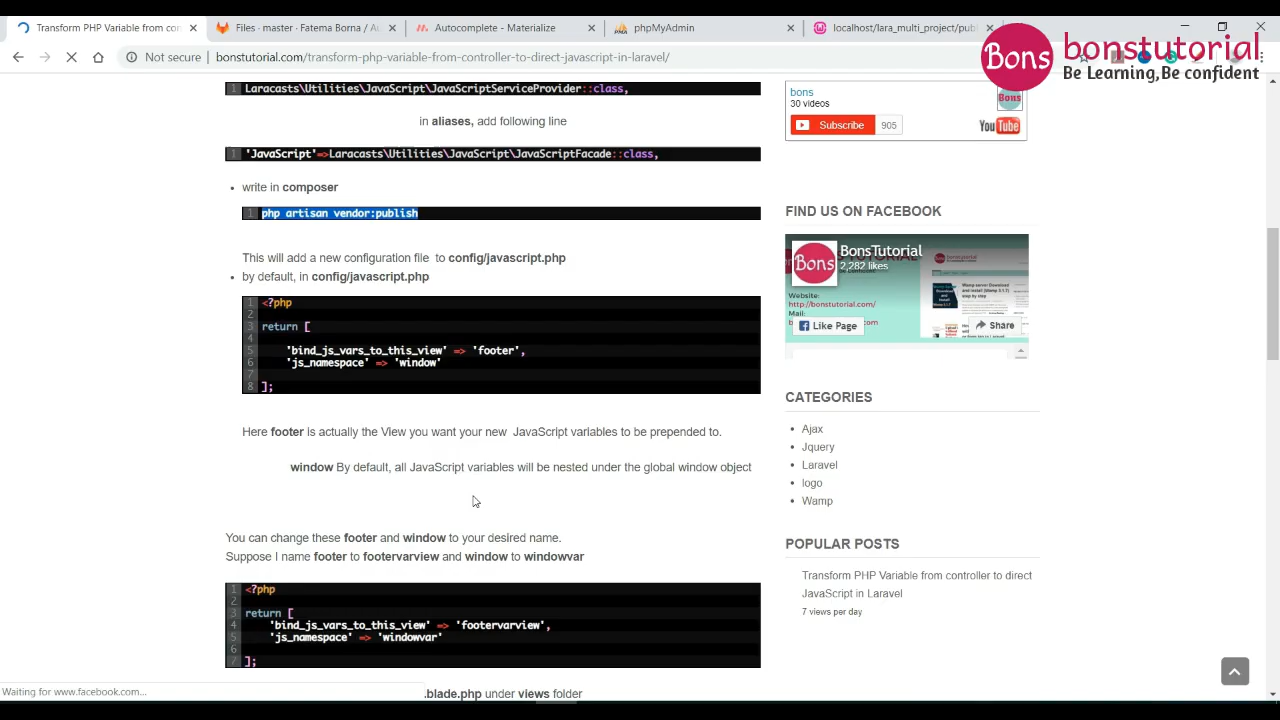 Transform PHP Variable from con
Files · master · Fatema Borna / Au
Autocomplete - Materialize
phpMyAdmin
localhost/lara_multi_project/publ
Not secure
bonstutorial.com/transform-php-variable-from-controller-to-direct-javascript-in-laravel/
Bons
bonstutorial
Be Learning,Be confident
1 Laracasts\Utilities\JavaScript\JavaScriptServiceProvider::class,
in aliases, add following line
1 'JavaScript'=>Laracasts\Utilities\JavaScript\JavaScriptFacade::class,
write in composer
1 php artisan vendor:publish
This will add a new configuration file to config/javascript.php
by default, in config/javascript.php
1 <?php
2
3 return [
4
5 'bind_js_vars_to_this_view' => 'footer',
6 'js_namespace' => 'window'
7
8 ];
Here footer is actually the View you want your new JavaScript variables to be prepended to.
window By default, all JavaScript variables will be nested under the global window object
You can change these footer and window to your desired name.
Suppose I name footer to footervarview and window to windowvar
1 <?php
2
3 return [
4 'bind_js_vars_to_this_view' => 'footervarview',
5 'js_namespace' => 'windowvar'
6
7 ];
.blade.php under views folder
bons
30 videos
Bons
Subscribe 905
YouTube
FIND US ON FACEBOOK
Bons
BonsTutorial
2,282 likes
Website:
http://bonstutorial.com/
Mail:
Like Page
Share
CATEGORIES
Ajax
Jquery
Laravel
logo
Wamp
POPULAR POSTS
Transform PHP Variable from controller to direct
JavaScript in Laravel
7 views per day
Waiting for www.facebook.com...